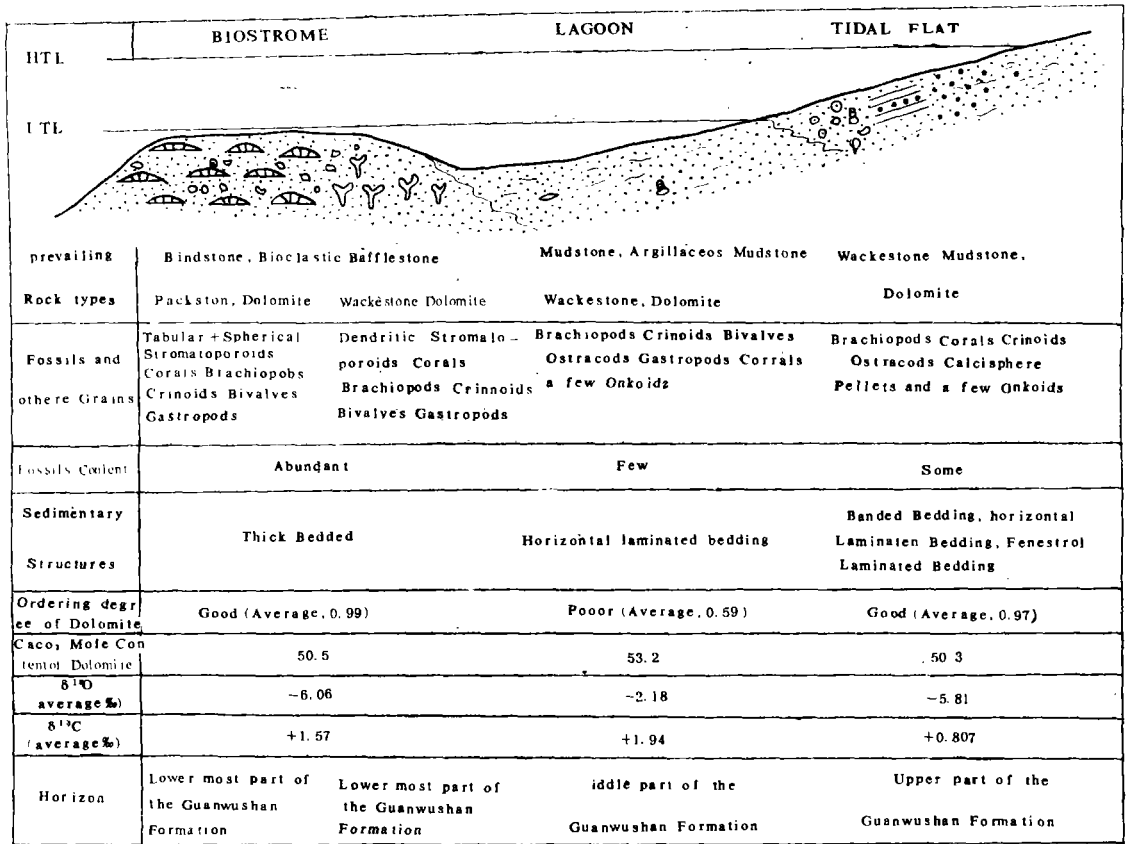 BIOSTROME LAGOON TIDAL FLAT
HTL
LTL
prevailing
Rock types
Bindstone, Bioclastic Bafflestone
Packston, Dolomite Wackestone Dolomite
Mudstone, Argillaceos Mudstone
Wackestone, Dolomite
Wackestone Mudstone,
Dolomite
Fossils and
othere Grains
Tabular + Spherical
Stromatoporoids
Corals Brachiopobs
Crinoids Bivalves
Gastropods
Dendritic Stromalo–
poroids Corals
Brachiopods Crinnoids
Bivalves Gastropods
Brachiopods Crinoids Bivalves
Ostracods Gastropods Corrals
a few Onkoidz
Brachiopods Corals Crinoids
Ostracods Calcisphere
Pellets and a few Onkoids
Fossils Content Abundant Few Some
Sedimentary
Structures
Thick Bedded
Horizontal laminated bedding
Banded Bedding, horizontal
Laminaten Bedding, Fenestrol
Laminated Bedding
Ordering degr
ee of Dolomite
Good (Average, 0.99) Pooor (Average, 0.59) Good (Average, 0.97)
Caco₃ Mole Con
tentof Dolomite
50.5 53.2 50 3
δ¹⁸O
average‰)
−6.06 −2.18 −5.81
δ¹³C
(average‰)
+1.57 +1.94 +0.807
Horizon
Lower most part of
the Guanwushan
Formation
Lower most part of
the Guanwushan
Formation
iddle part of the
Guanwushan Formation
Upper part of the
Guanwushan Formation